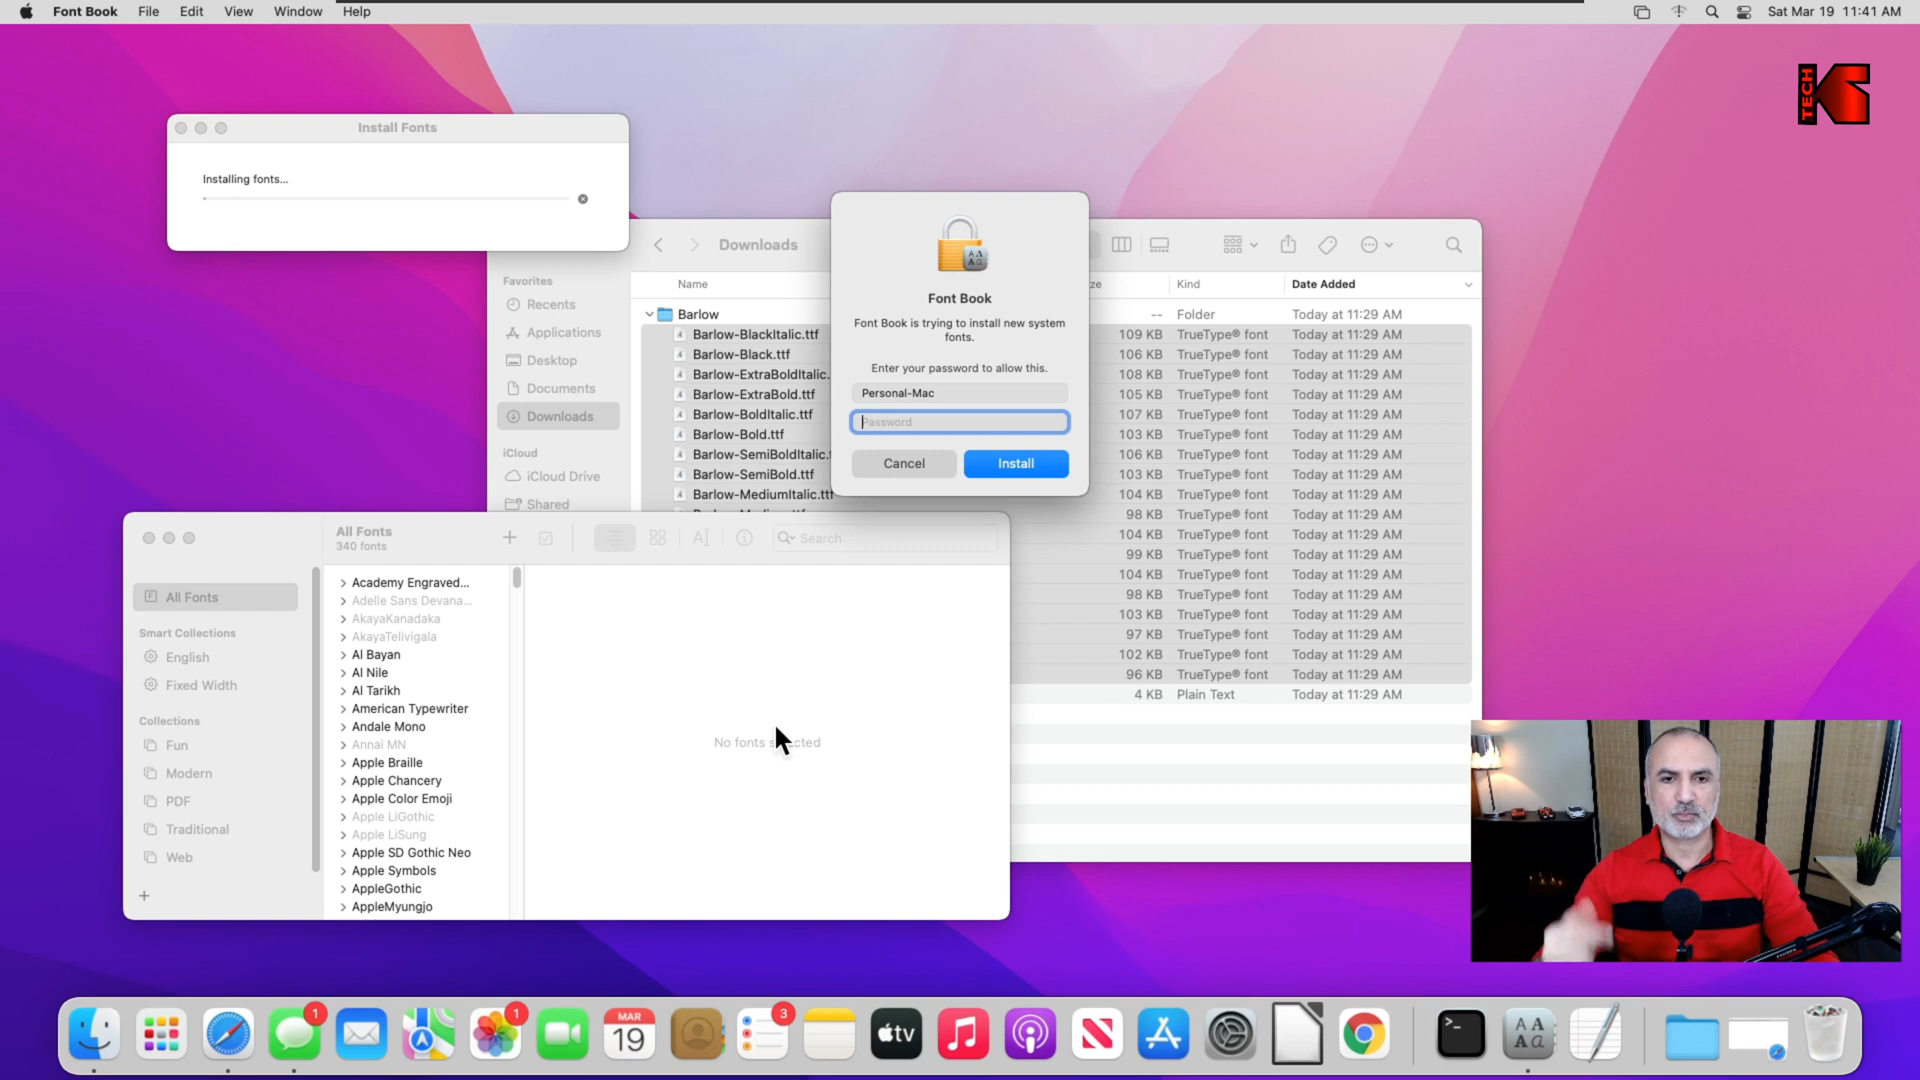 Font Book File Edit View Window Help
Sat Mar 19 11:41 AM
TECH K
Install Fonts
Installing fonts...
Downloads
Name
Kind
Date Added
Favorites
Recents
Applications
Desktop
Documents
Downloads
iCloud
iCloud Drive
Shared
Barlow -- Folder Today at 11:29 AM
Barlow-BlackItalic.ttf 109 KB TrueType® font Today at 11:29 AM
Barlow-Black.ttf 106 KB TrueType® font Today at 11:29 AM
Barlow-ExtraBoldItalic. 108 KB TrueType® font Today at 11:29 AM
Barlow-ExtraBold.ttf 105 KB TrueType® font Today at 11:29 AM
Barlow-BoldItalic.ttf 107 KB TrueType® font Today at 11:29 AM
Barlow-Bold.ttf 103 KB TrueType® font Today at 11:29 AM
Barlow-SemiBoldItalic. 106 KB TrueType® font Today at 11:29 AM
Barlow-SemiBold.ttf 103 KB TrueType® font Today at 11:29 AM
Barlow-MediumItalic.ttf 104 KB TrueType® font Today at 11:29 AM
98 KB TrueType® font Today at 11:29 AM
104 KB TrueType® font Today at 11:29 AM
99 KB TrueType® font Today at 11:29 AM
104 KB TrueType® font Today at 11:29 AM
98 KB TrueType® font Today at 11:29 AM
103 KB TrueType® font Today at 11:29 AM
97 KB TrueType® font Today at 11:29 AM
102 KB TrueType® font Today at 11:29 AM
96 KB TrueType® font Today at 11:29 AM
4 KB Plain Text Today at 11:29 AM
Font Book
Font Book is trying to install new system
fonts.
Enter your password to allow this.
Personal-Mac
Password
Cancel
Install
All Fonts
340 fonts
Search
All Fonts
Smart Collections
English
Fixed Width
Collections
Fun
Modern
PDF
Traditional
Web
Academy Engraved...
Adelle Sans Devana...
AkayaKanadaka
AkayaTelivigala
Al Bayan
Al Nile
Al Tarikh
American Typewriter
Andale Mono
Annai MN
Apple Braille
Apple Chancery
Apple Color Emoji
Apple LiGothic
Apple LiSung
Apple SD Gothic Neo
Apple Symbols
AppleGothic
AppleMyungjo
No fonts selected
1
1
MAR
19
3
tv